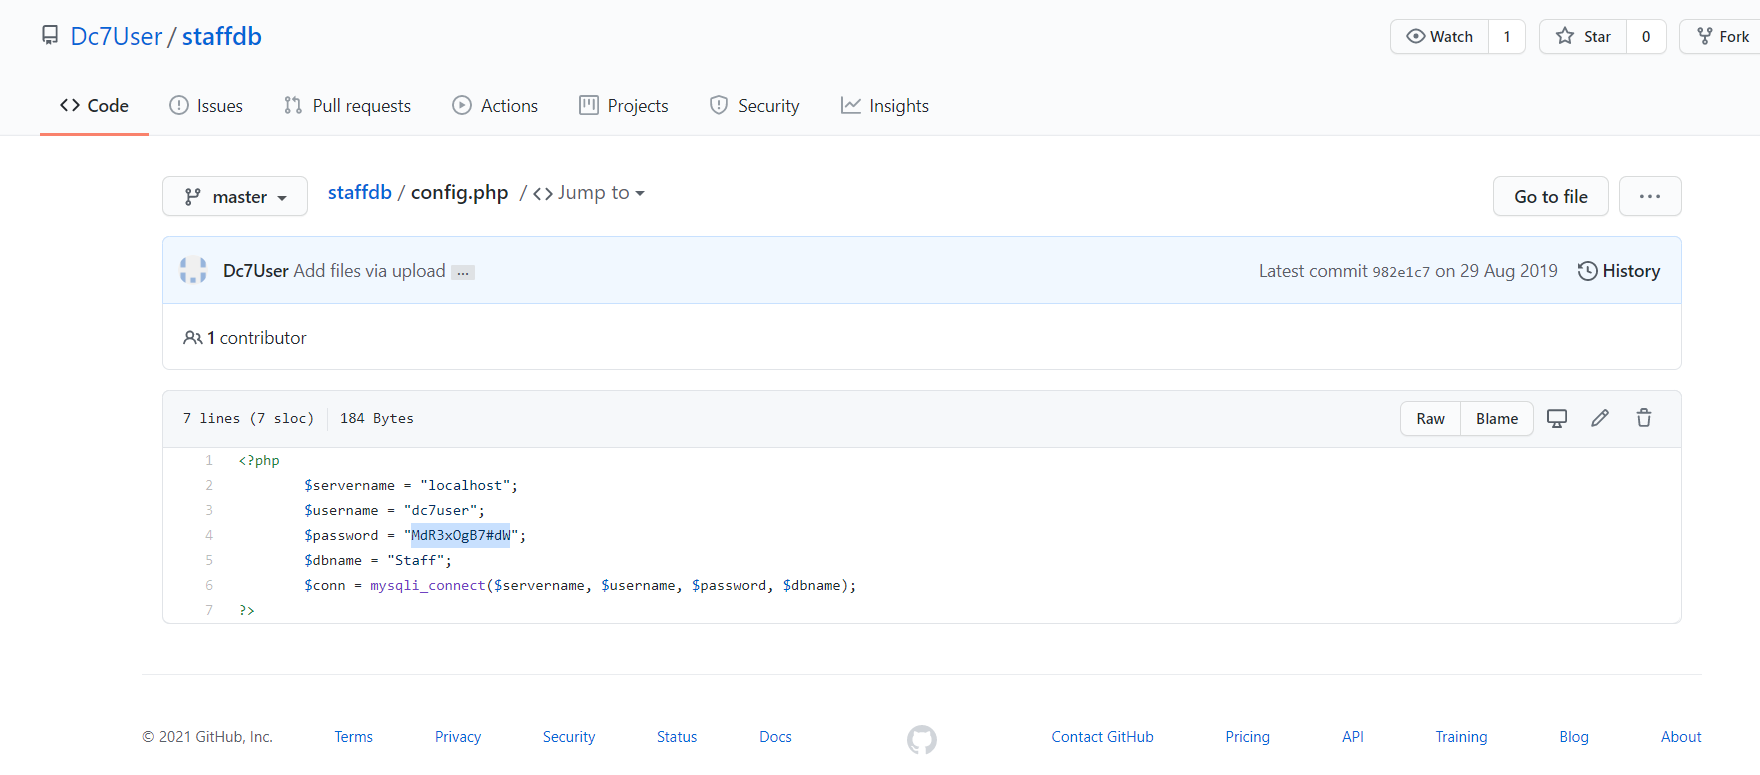 Dc7User / staffdb
Watch 1 Star 0 Fork
Code Issues Pull requests Actions Projects Security Insights
master staffdb / config.php / <> Jump to Go to file ...
Dc7User Add files via upload ... Latest commit 982e1c7 on 29 Aug 2019 History
1 contributor
7 lines (7 sloc) 184 Bytes Raw Blame
1 <?php
2 $servername = "localhost";
3 $username = "dc7user";
4 $password = "MdR3xOgB7#dW";
5 $dbname = "Staff";
6 $conn = mysqli_connect($servername, $username, $password, $dbname);
7 ?>
© 2021 GitHub, Inc. Terms Privacy Security Status Docs Contact GitHub Pricing API Training Blog About